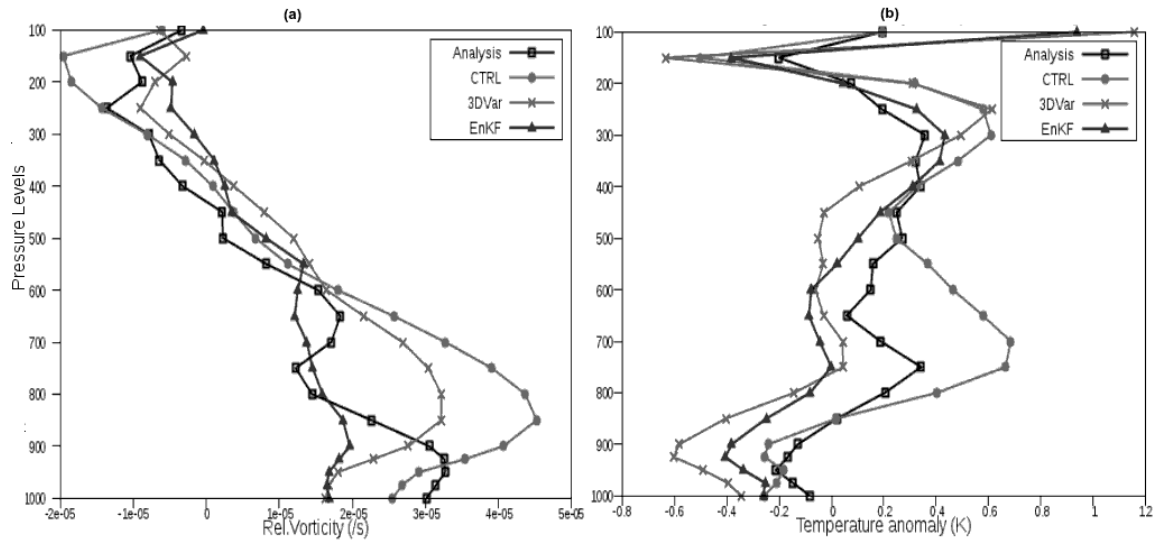 (a)
Pressure Levels
100
200
300
400
500
600
700
800
900
1000
-2e-05 -1e-05 0 1e-05 2e-05 3e-05 4e-05 5e-05
Rel.Vorticity (/s)
Analysis
CTRL
3DVar
EnKF
(b)
100
200
300
400
500
600
700
800
900
1000
-0.8 -0.6 -0.4 -0.2 0 0.2 0.4 0.6 0.8 1 1.2
Temperature anomaly (K)
Analysis
CTRL
3DVar
EnKF